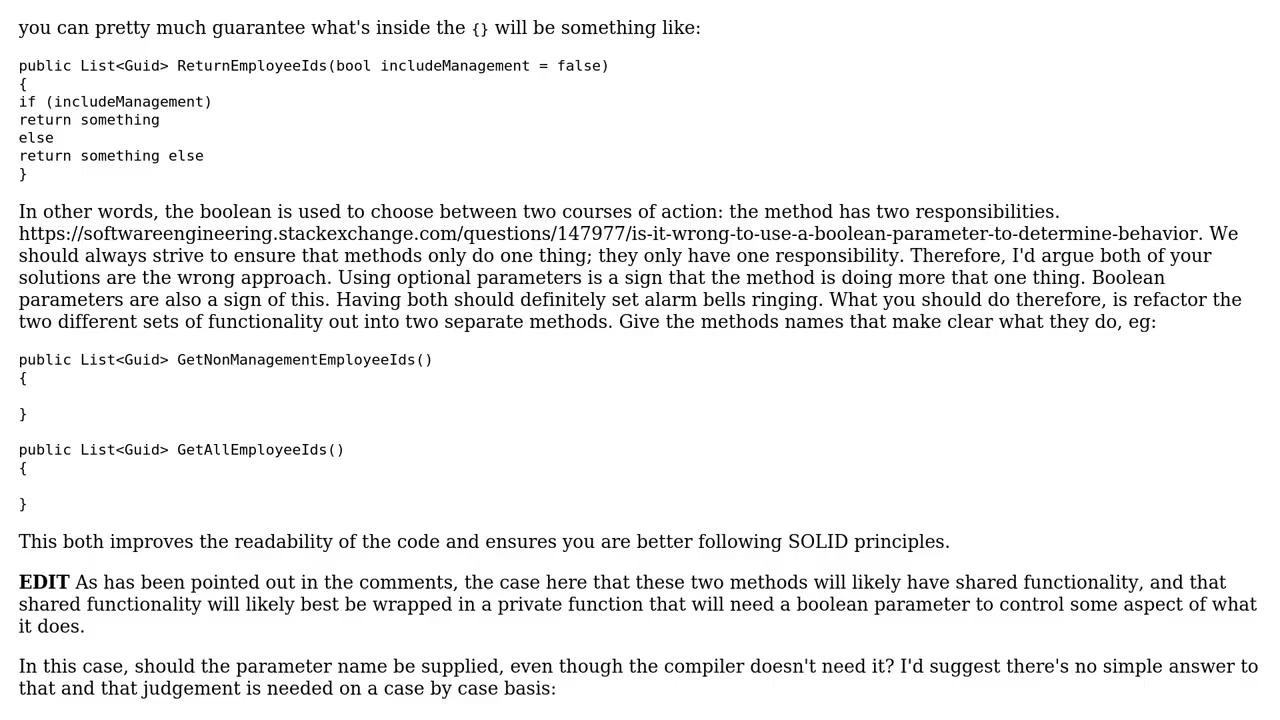 you can pretty much guarantee what's inside the {} will be something like:
public List<Guid> ReturnEmployeeIds(bool includeManagement = false)
{
if (includeManagement)
return something
else
return something else
}
In other words, the boolean is used to choose between two courses of action: the method has two responsibilities.
https://softwareengineering.stackexchange.com/questions/147977/is-it-wrong-to-use-a-boolean-parameter-to-determine-behavior. We
should always strive to ensure that methods only do one thing; they only have one responsibility. Therefore, I'd argue both of your
solutions are the wrong approach. Using optional parameters is a sign that the method is doing more that one thing. Boolean
parameters are also a sign of this. Having both should definitely set alarm bells ringing. What you should do therefore, is refactor the
two different sets of functionality out into two separate methods. Give the methods names that make clear what they do, eg:
public List<Guid> GetNonManagementEmployeeIds()
{
}
public List<Guid> GetAllEmployeeIds()
{
}
This both improves the readability of the code and ensures you are better following SOLID principles.
EDIT As has been pointed out in the comments, the case here that these two methods will likely have shared functionality, and that
shared functionality will likely best be wrapped in a private function that will need a boolean parameter to control some aspect of what
it does.
In this case, should the parameter name be supplied, even though the compiler doesn't need it? I'd suggest there's no simple answer to
that and that judgement is needed on a case by case basis: